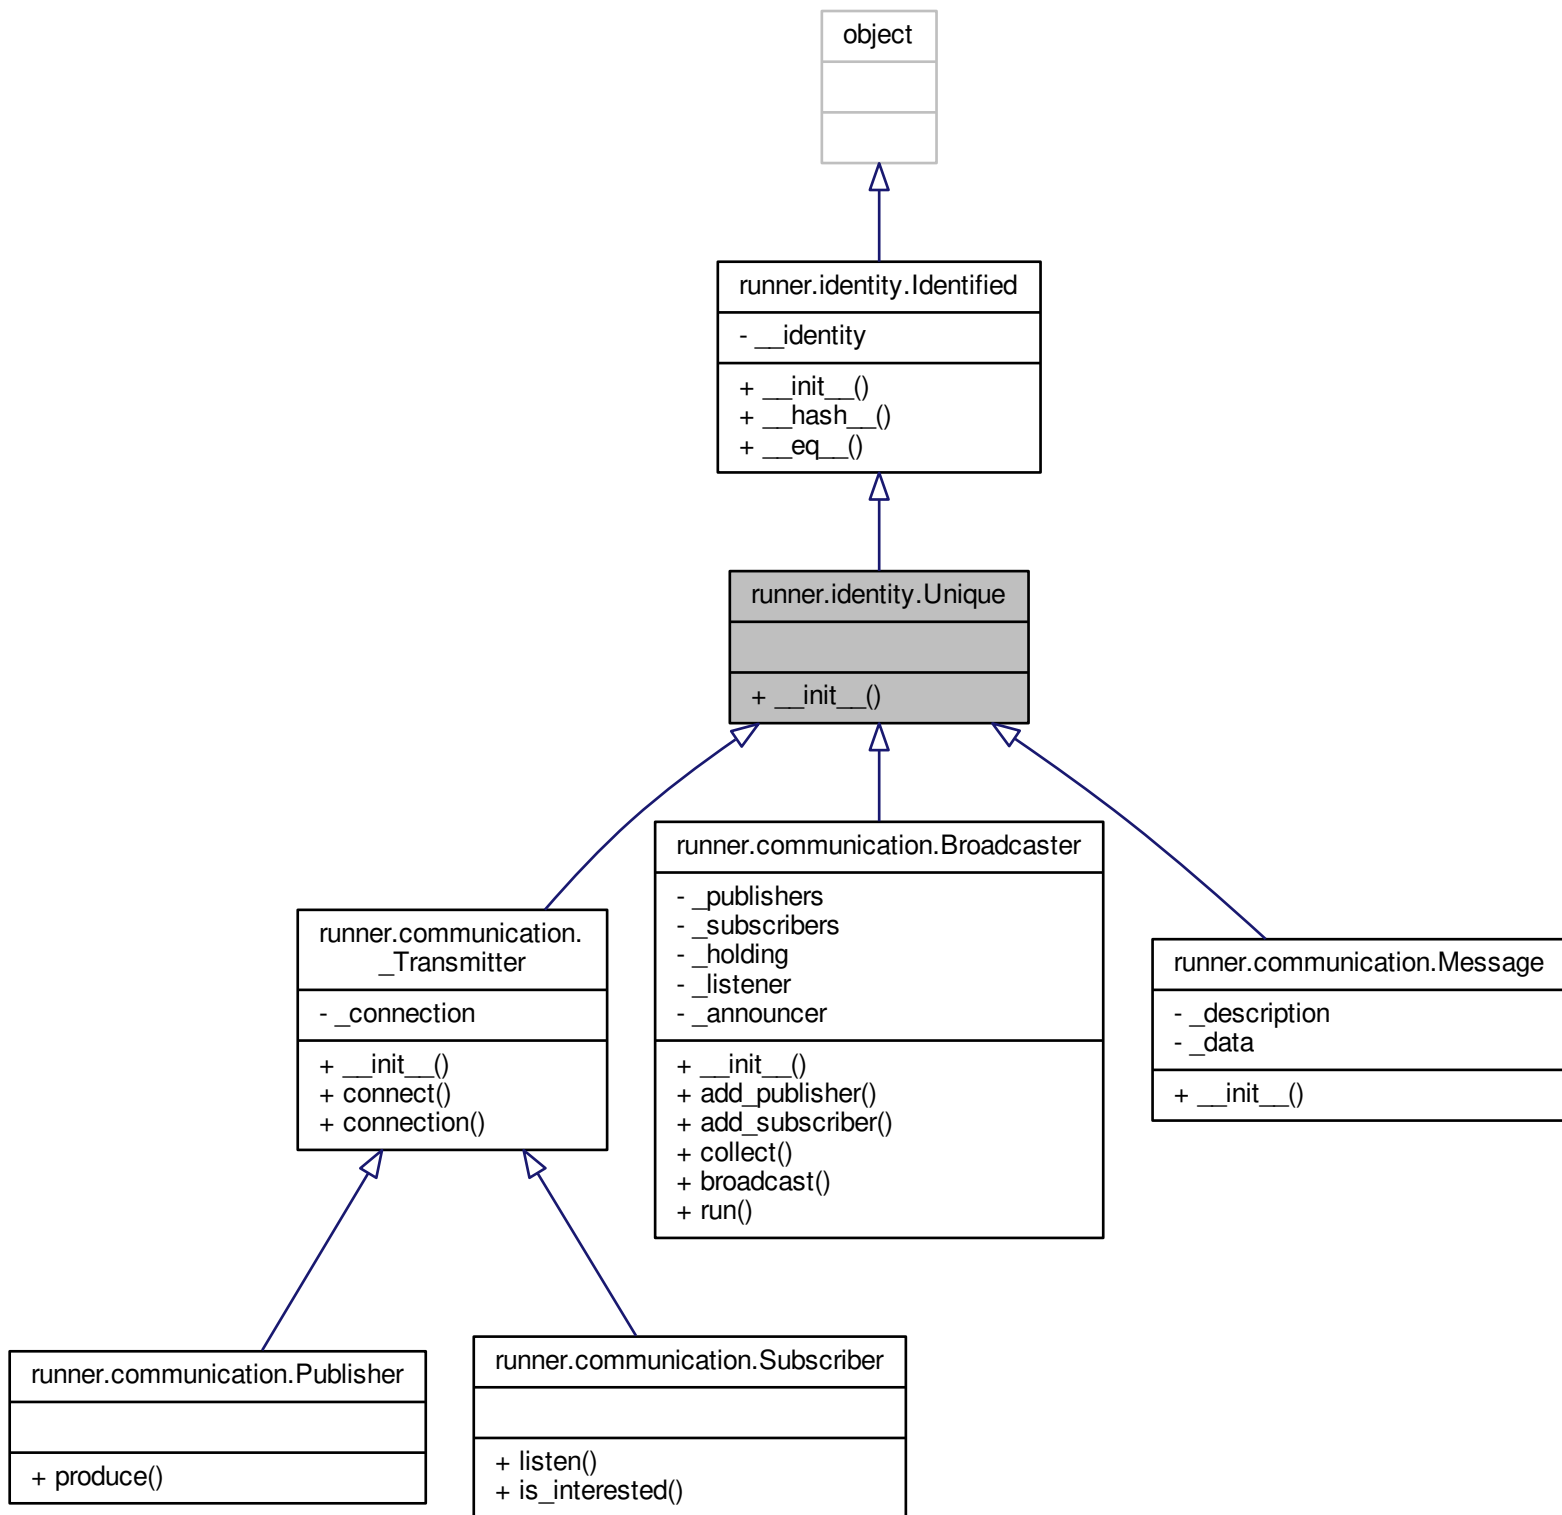 object
runner.identity.Identified
- __identity
+ __init__()
+ __hash__()
+ __eq__()
runner.identity.Unique
+ __init__()
runner.communication.
_Transmitter
- _connection
+ __init__()
+ connect()
+ connection()
runner.communication.Broadcaster
- _publishers
- _subscribers
- _holding
- _listener
- _announcer
+ __init__()
+ add_publisher()
+ add_subscriber()
+ collect()
+ broadcast()
+ run()
runner.communication.Message
- _description
- _data
+ __init__()
runner.communication.Publisher
+ produce()
runner.communication.Subscriber
+ listen()
+ is_interested()